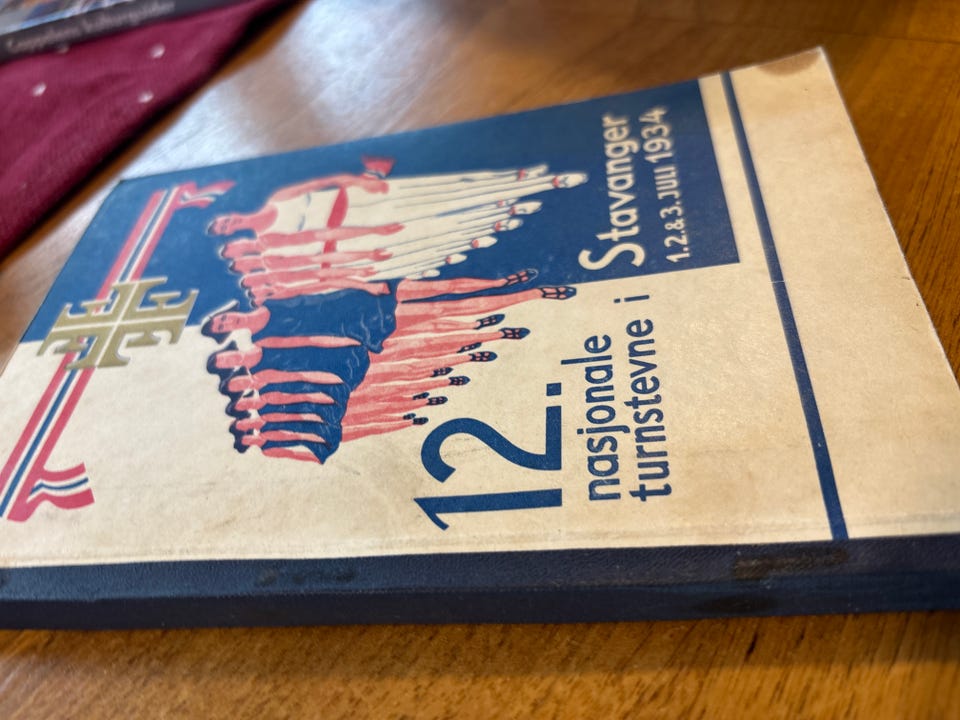 12.
nasjonale
turnstevne i
Stavanger
1.2.&3. JULI 1934